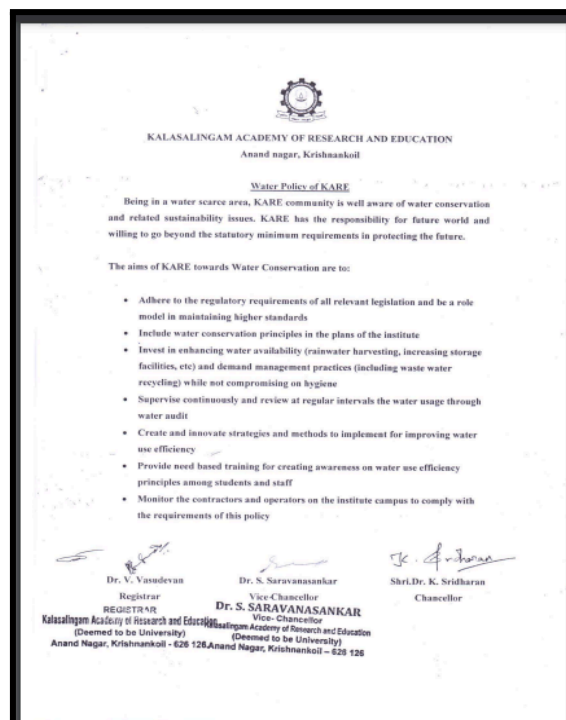 KALASALINGAM ACADEMY OF RESEARCH AND EDUCATION
Anand nagar, Krishnankoil
Water Policy of KARE
Being in a water scarce area, KARE community is well aware of water conservation
and related sustainability issues. KARE has the responsibility for future world and
willing to go beyond the statutory minimum requirements in protecting the future.
The aims of KARE towards Water Conservation are to:
• Adhere to the regulatory requirements of all relevant legislation and be a role
model in maintaining higher standards
• Include water conservation principles in the plans of the institute
• Invest in enhancing water availability (rainwater harvesting, increasing storage
facilities, etc) and demand management practices (including waste water
recycling) while not compromising on hygiene
• Supervise continuously and review at regular intervals the water usage through
water audit
• Create and innovate strategies and methods to implement for improving water
use efficiency
• Provide need based training for creating awareness on water use efficiency
principles among students and staff
• Monitor the contractors and operators on the institute campus to comply with
the requirements of this policy
K. Sridharan
Dr. V. Vasudevan
Registrar
REGISTRAR
Kalasalingam Academy of Research and Education
(Deemed to be University)
Anand Nagar, Krishnankoil - 626 126.
Dr. S. Saravanasankar
Vice-Chancellor
Dr. S. SARAVANASANKAR
Vice- Chancellor
Kalasalingam Academy of Research and Education
(Deemed to be University)
Anand Nagar, Krishnankoil – 626 126
Shri.Dr. K. Sridharan
Chancellor